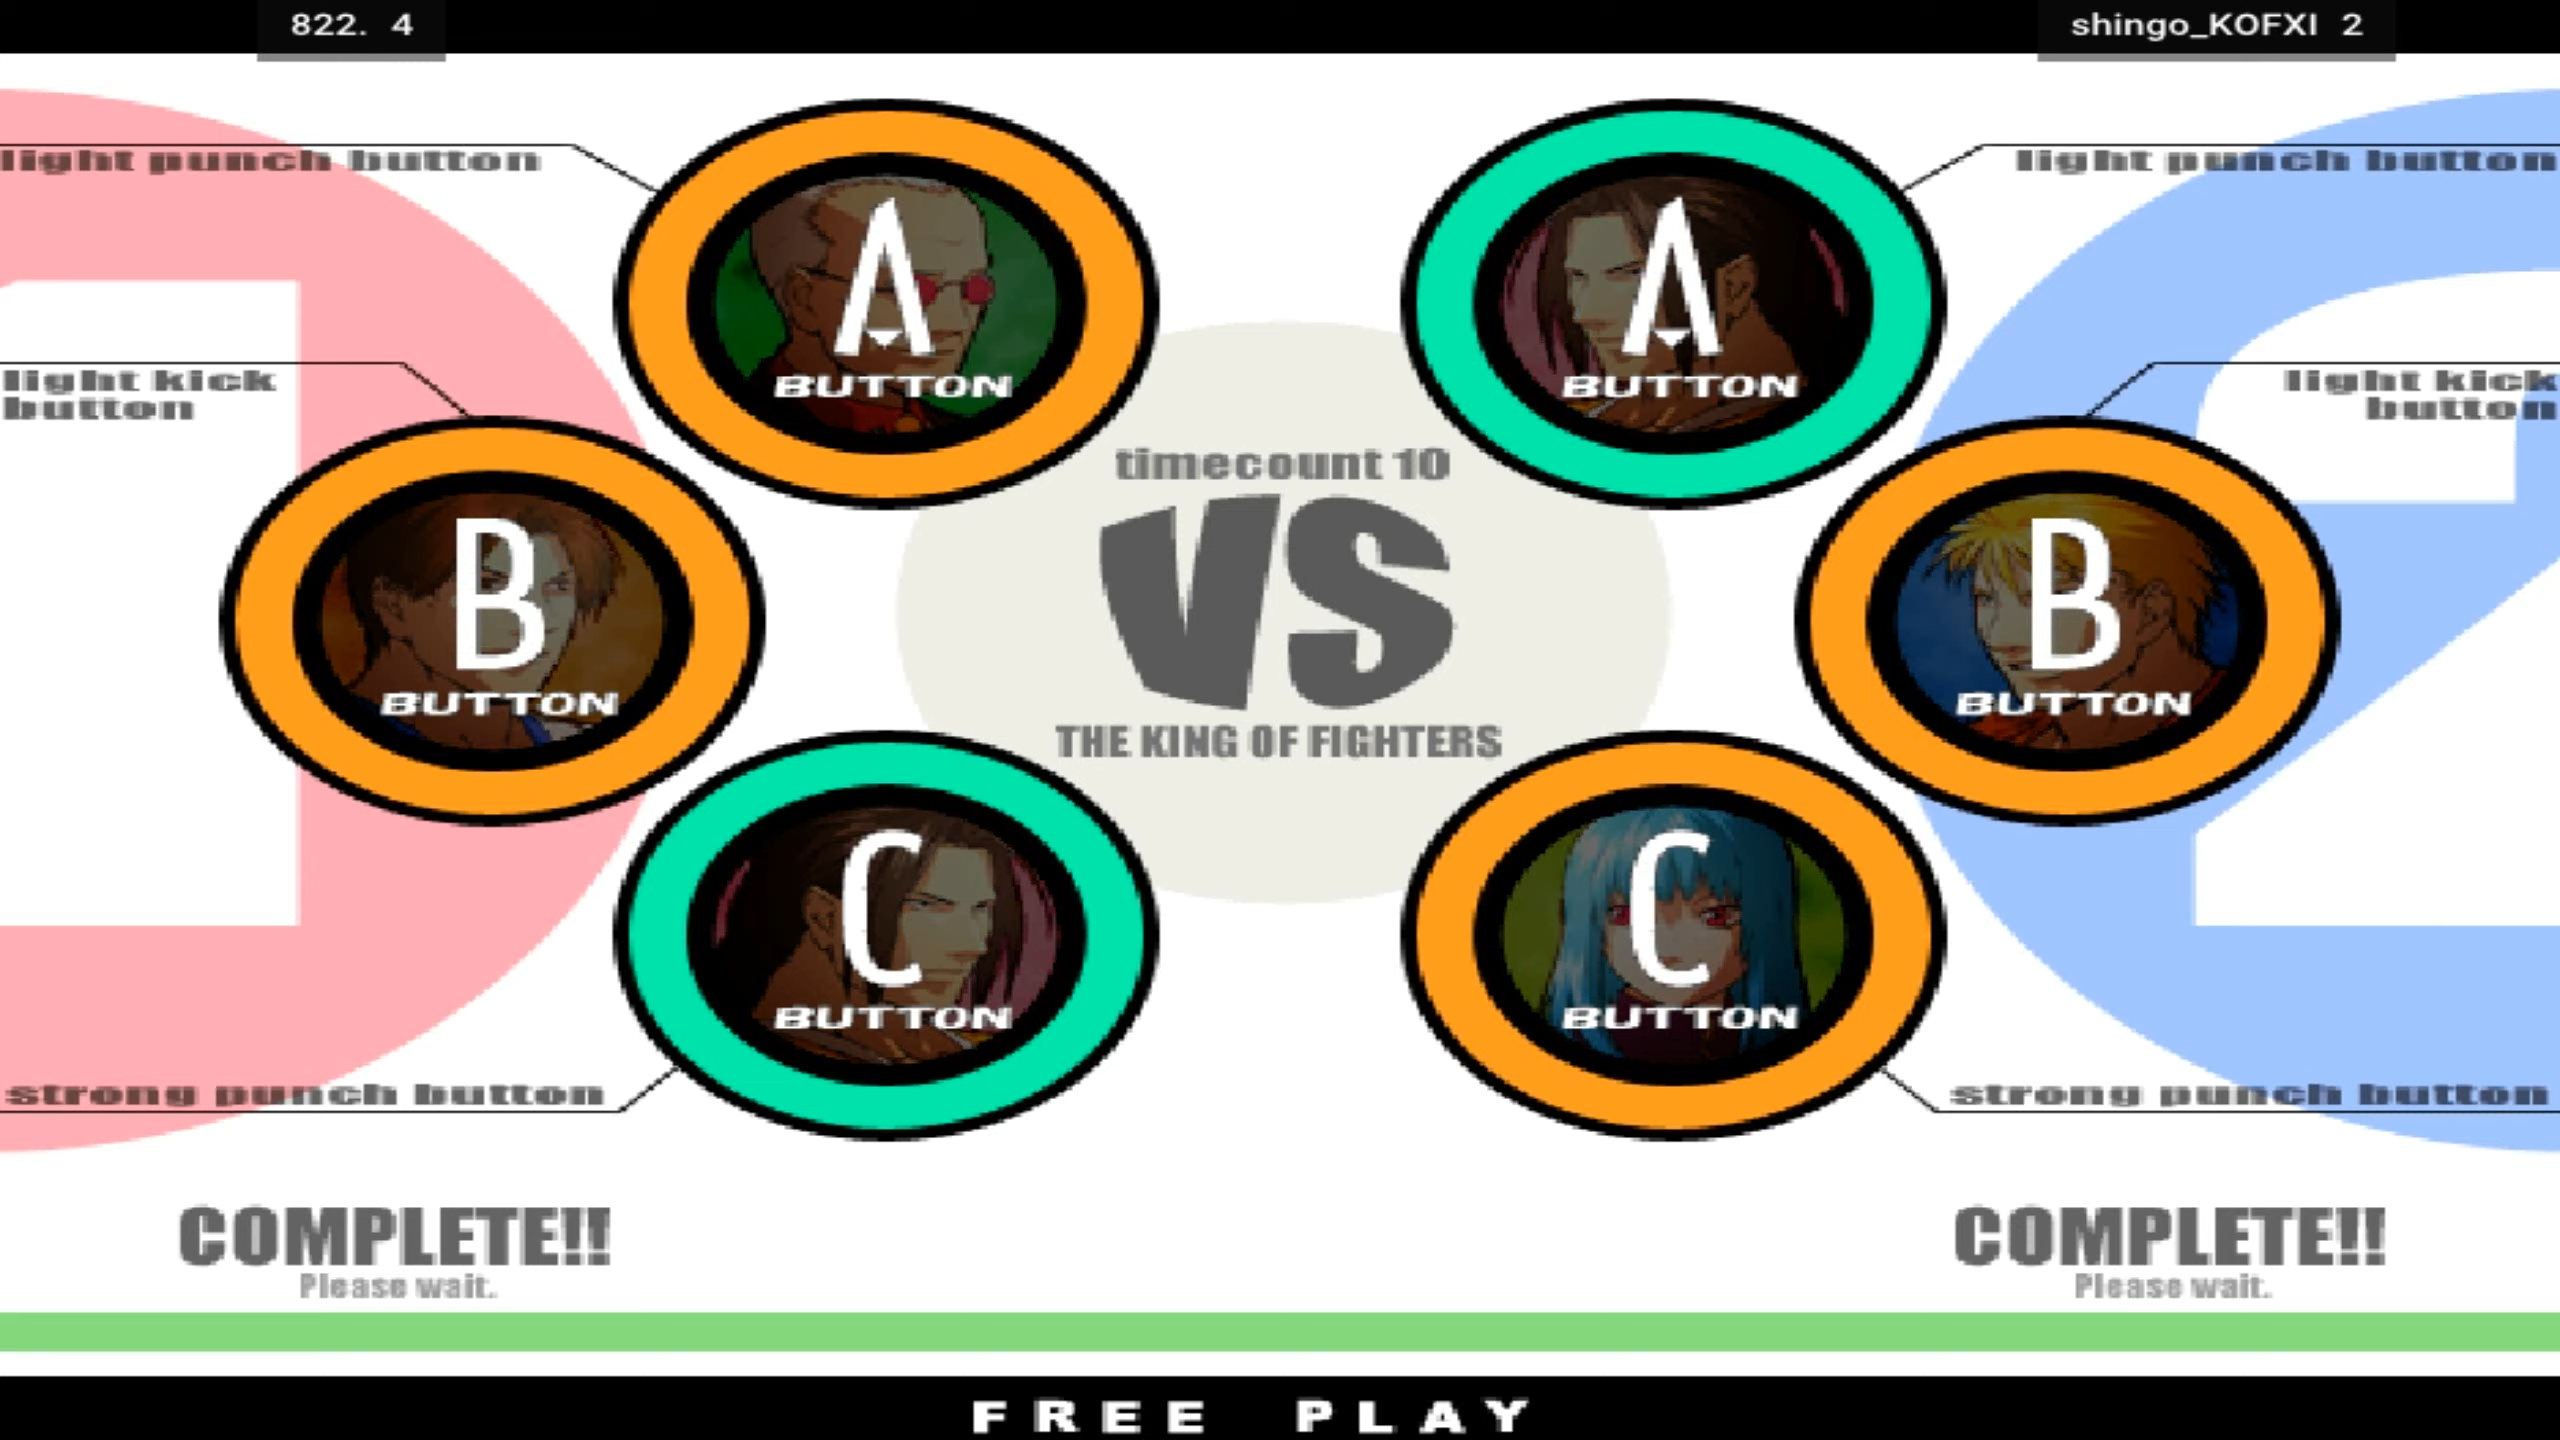 822. 4
shingo_KOFXI 2
light punch button
light punch button
A
BUTTON
A
BUTTON
light kick
button
light kick
button
B
BUTTON
B
BUTTON
timecount 10
VS
THE KING OF FIGHTERS
C
BUTTON
C
BUTTON
strong punch button
strong punch button
COMPLETE!!
Please wait.
COMPLETE!!
Please wait.
FREE PLAY
1
2